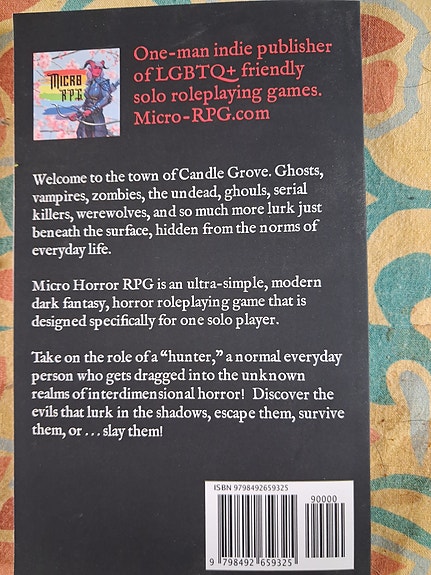 One-man indie publisher
of LGBTQ+ friendly
solo roleplaying games.
Micro-RPG.com
MICRO
RPG
Welcome to the town of Candle Grove. Ghosts,
vampires, zombies, the undead, ghouls, serial
killers, werewolves, and so much more lurk just
beneath the surface, hidden from the norms of
everyday life.
Micro Horror RPG is an ultra-simple, modern
dark fantasy, horror roleplaying game that is
designed specifically for one solo player.
Take on the role of a “hunter,” a normal everyday
person who gets dragged into the unknown
realms of interdimensional horror! Discover the
evils that lurk in the shadows, escape them, survive
them, or . . . slay them!
ISBN 9798492659325
90000
9 798492 659325